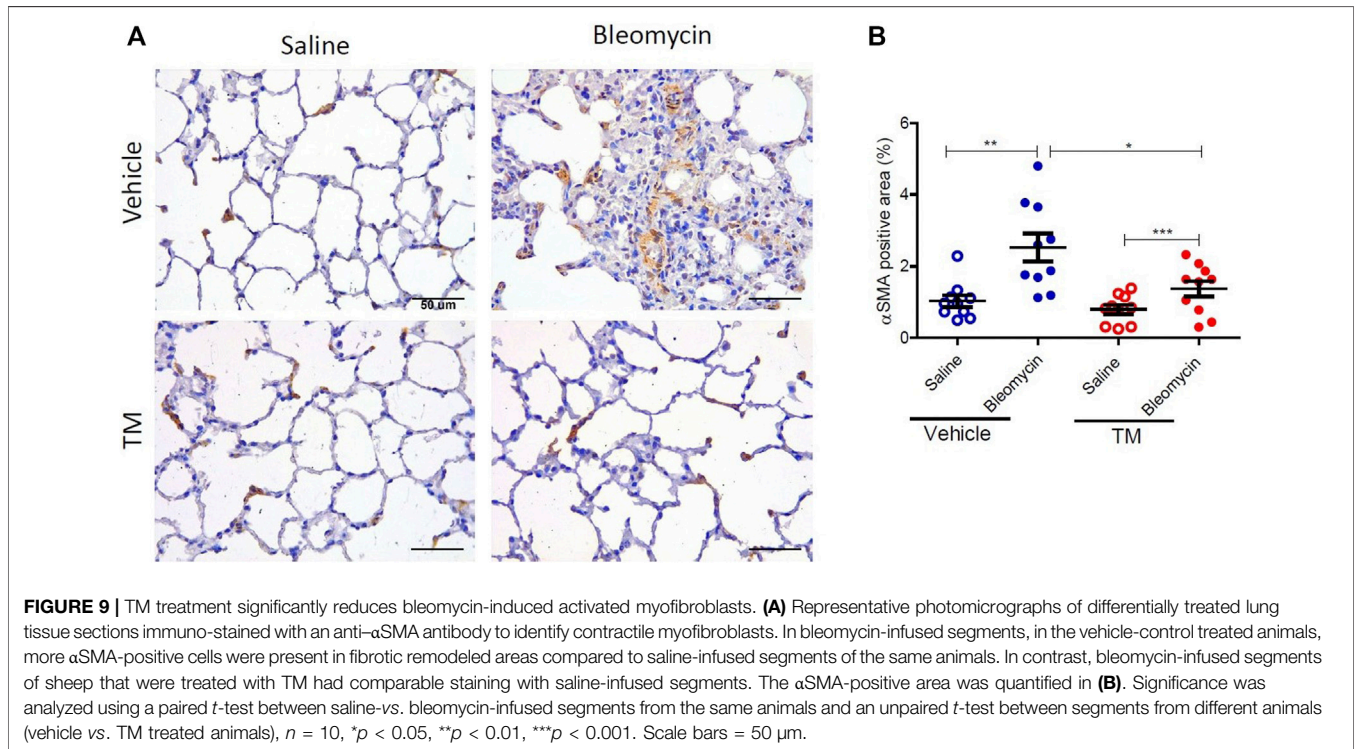 A
Saline
Bleomycin
Vehicle
50 um
TM
B
αSMA positive area (%)
6
4
2
0
**
*
***
Saline
Bleomycin
Saline
Bleomycin
Vehicle
TM
FIGURE 9 | TM treatment significantly reduces bleomycin-induced activated myofibroblasts. (A) Representative photomicrographs of differentially treated lung
tissue sections immuno-stained with an anti–αSMA antibody to identify contractile myofibroblasts. In bleomycin-infused segments, in the vehicle-control treated animals,
more αSMA-positive cells were present in fibrotic remodeled areas compared to saline-infused segments of the same animals. In contrast, bleomycin-infused segments
of sheep that were treated with TM had comparable staining with saline-infused segments. The αSMA-positive area was quantified in (B). Significance was
analyzed using a paired t-test between saline-vs. bleomycin-infused segments from the same animals and an unpaired t-test between segments from different animals
(vehicle vs. TM treated animals), n = 10, *p < 0.05, **p < 0.01, ***p < 0.001. Scale bars = 50 μm.